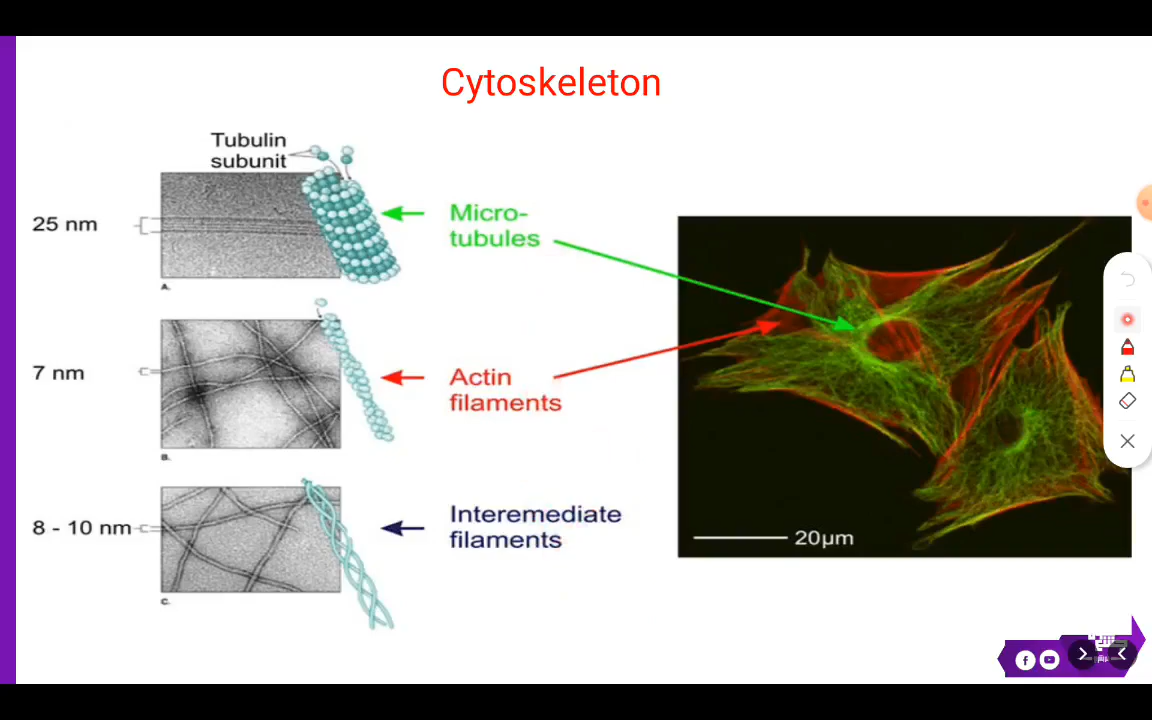 Cytoskeleton
Tubulin
subunit
25 nm
Micro-
tubules
A.
7 nm
Actin
filaments
B.
8 - 10 nm
Interemediate
filaments
C.
20µm